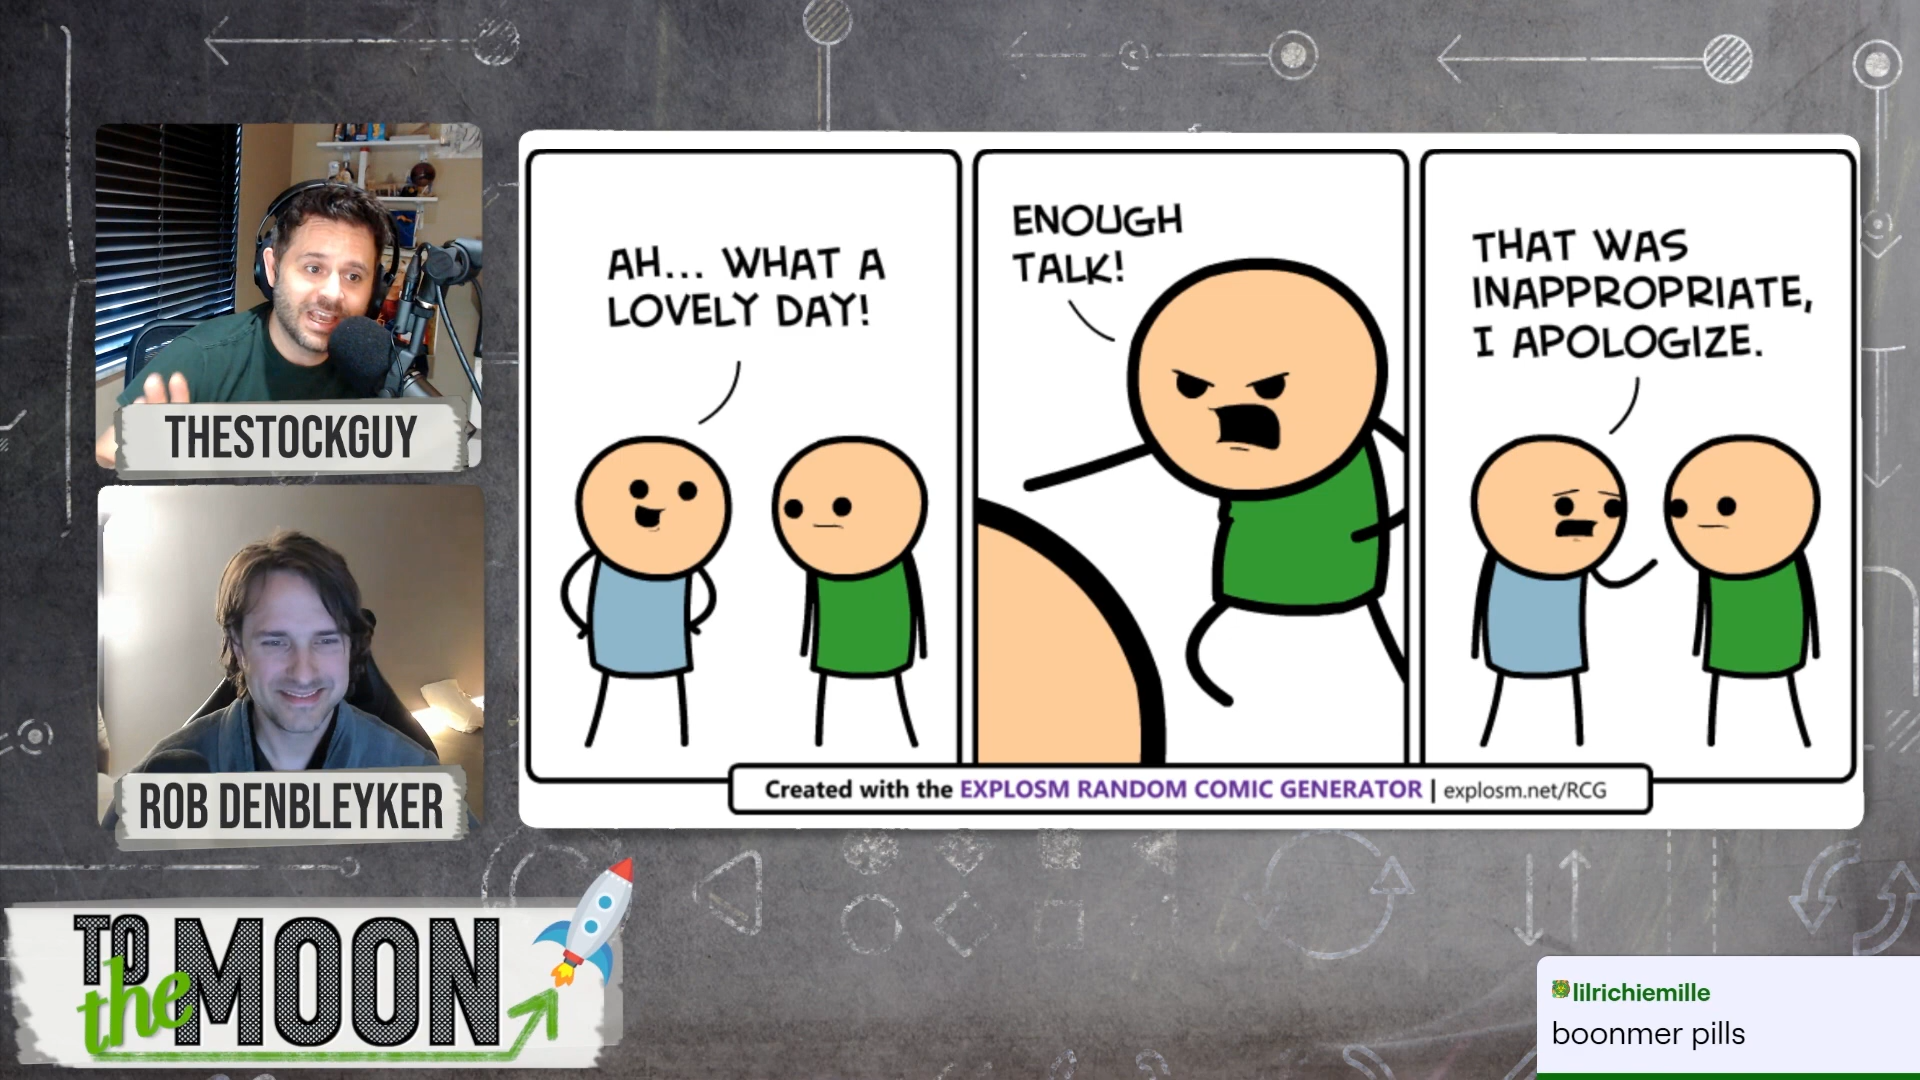 AH... WHAT A
LOVELY DAY!
ENOUGH
TALK!
THAT WAS
INAPPROPRIATE,
I APOLOGIZE.
Created with the EXPLOSM RANDOM COMIC GENERATOR | explosm.net/RCG
THESTOCKGUY
ROB DENBLEYKER
TO
the MOON
lilrichiemille
boonmer pills